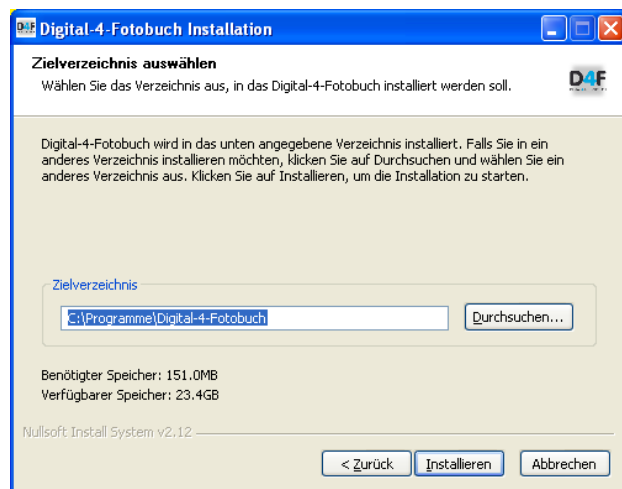 D4F Digital-4-Fotobuch Installation
Zielverzeichnis auswählen
Wählen Sie das Verzeichnis aus, in das Digital-4-Fotobuch installiert werden soll.
D4F
Digital-4-Fotobuch wird in das unten angegebene Verzeichnis installiert. Falls Sie in ein
anderes Verzeichnis installieren möchten, klicken Sie auf Durchsuchen und wählen Sie ein
anderes Verzeichnis aus. Klicken Sie auf Installieren, um die Installation zu starten.
Zielverzeichnis
C:\Programme\Digital-4-Fotobuch
Durchsuchen...
Benötigter Speicher: 151.0MB
Verfügbarer Speicher: 23.4GB
Nullsoft Install System v2.12
< Zurück Installieren Abbrechen